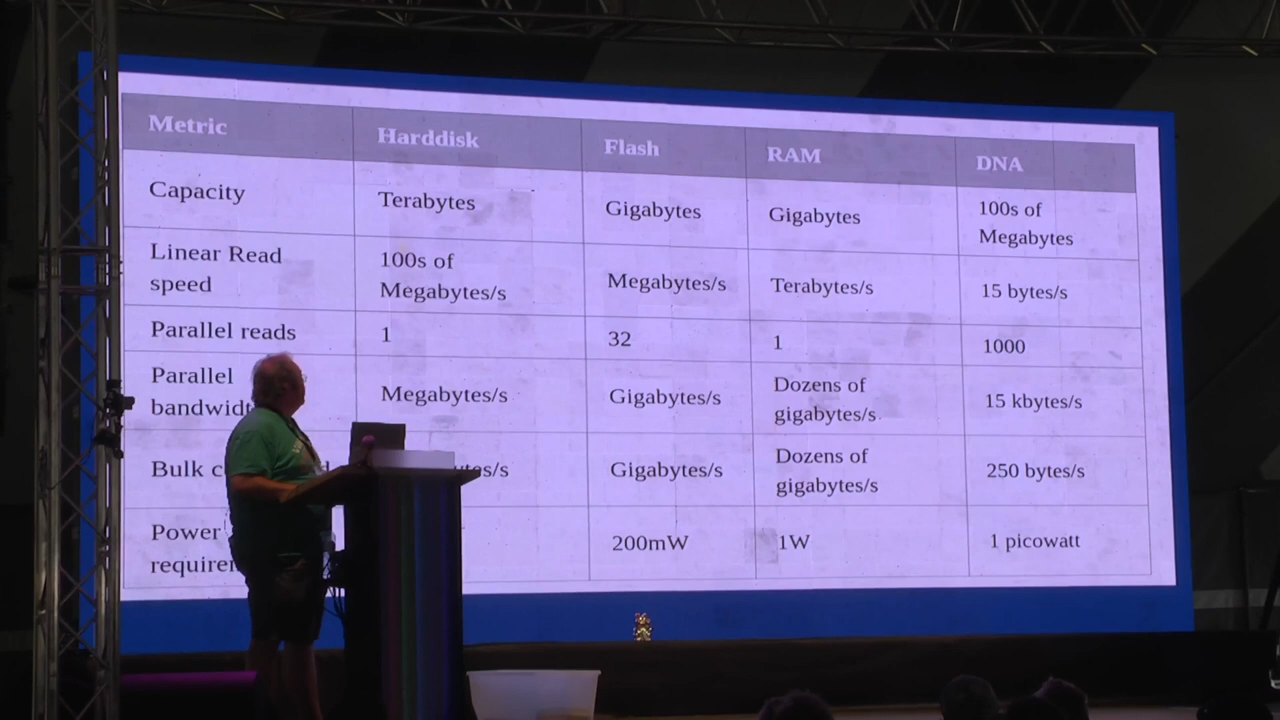 Metric
Harddisk
Flash
RAM
DNA
Capacity
Terabytes
Gigabytes
Gigabytes
100s of
Megabytes
Linear Read
speed
100s of
Megabytes/s
Megabytes/s
Terabytes/s
15 bytes/s
Parallel reads
1
32
1
1000
Parallel
Megabytes/s
Gigabytes/s
Dozens of
gigabytes/s
15 kbytes/s
Bulk
Gigabytes/s
Dozens of
gigabytes/s
250 bytes/s
Power
200mW
1W
1 picowatt